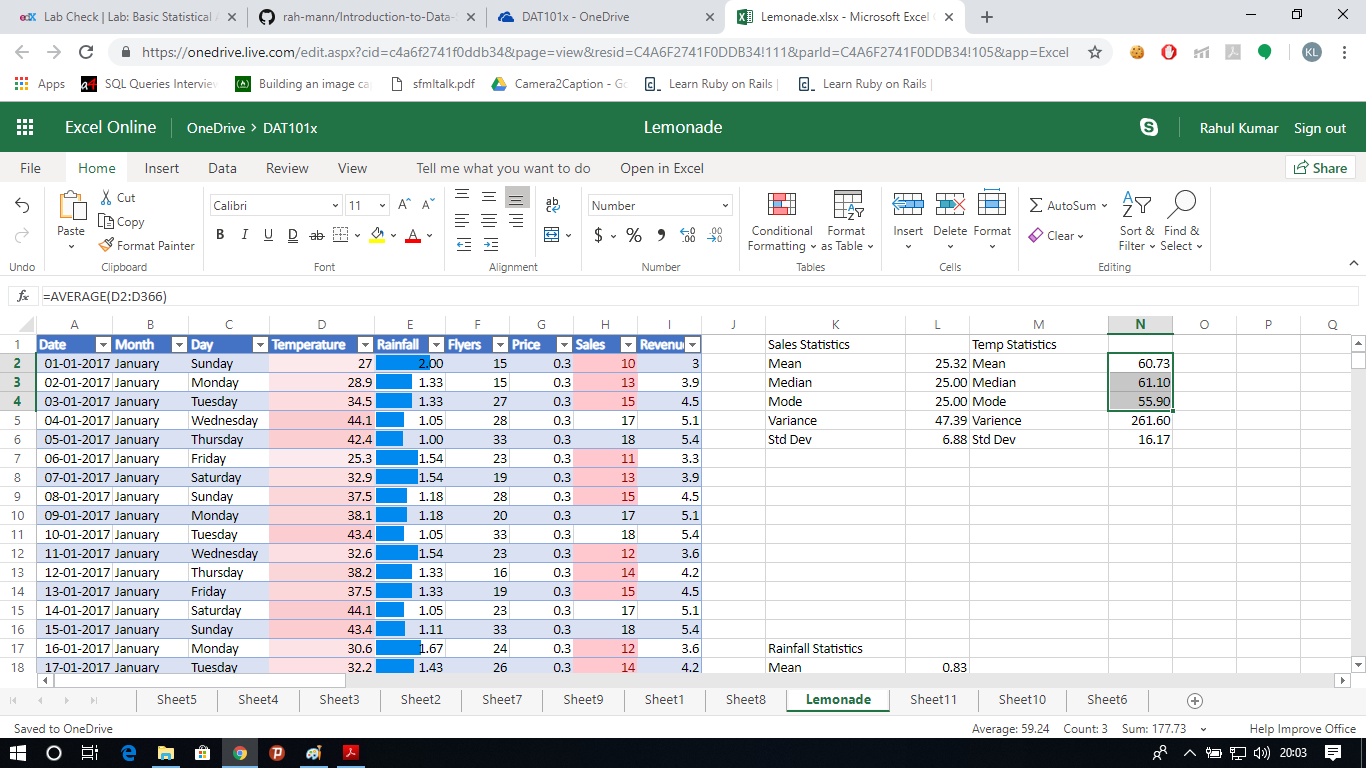 Lab Check | Lab: Basic Statistical
rah-mann/Introduction-to-Data-
DAT101x - OneDrive
Lemonade.xlsx - Microsoft Excel
https://onedrive.live.com/edit.aspx?cid=c4a6f2741f0ddb34&page=view&resid=C4A6F2741F0DDB34!111&parId=C4A6F2741F0DDB34!105&app=Excel
KL
Apps
SQL Queries Interview
Building an image ca
sfmltalk.pdf
Camera2Caption - Go
Learn Ruby on Rails |
Learn Ruby on Rails |
Excel Online OneDrive > DAT101x Lemonade Rahul Kumar Sign out
File Home Insert Data Review View Tell me what you want to do Open in Excel Share
Paste Cut Copy Format Painter
Calibri 11
B I U D ab
Number
$ % 
Conditional Formatting
Format as Table
Insert Delete Format
AutoSum
Clear
Sort & Filter
Find & Select
Undo Clipboard Font Alignment Number Tables Cells Editing
fx =AVERAGE(D2:D366)
A B C D E F G H I J K L M N O P Q
1 Date Month Day Temperature Rainfall Flyers Price Sales Revenu Sales Statistics Temp Statistics
2 01-01-2017 January Sunday 27 2.00 15 0.3 10 3 Mean 25.32 Mean 60.73
3 02-01-2017 January Monday 28.9 1.33 15 0.3 13 3.9 Median 25.00 Median 61.10
4 03-01-2017 January Tuesday 34.5 1.33 27 0.3 15 4.5 Mode 25.00 Mode 55.90
5 04-01-2017 January Wednesday 44.1 1.05 28 0.3 17 5.1 Variance 47.39 Varience 261.60
6 05-01-2017 January Thursday 42.4 1.00 33 0.3 18 5.4 Std Dev 6.88 Std Dev 16.17
7 06-01-2017 January Friday 25.3 1.54 23 0.3 11 3.3
8 07-01-2017 January Saturday 32.9 1.54 19 0.3 13 3.9
9 08-01-2017 January Sunday 37.5 1.18 28 0.3 15 4.5
10 09-01-2017 January Monday 38.1 1.18 20 0.3 17 5.1
11 10-01-2017 January Tuesday 43.4 1.05 33 0.3 18 5.4
12 11-01-2017 January Wednesday 32.6 1.54 23 0.3 12 3.6
13 12-01-2017 January Thursday 38.2 1.33 16 0.3 14 4.2
14 13-01-2017 January Friday 37.5 1.33 19 0.3 15 4.5
15 14-01-2017 January Saturday 44.1 1.05 23 0.3 17 5.1
16 15-01-2017 January Sunday 43.4 1.11 33 0.3 18 5.4
17 16-01-2017 January Monday 30.6 1.67 24 0.3 12 3.6 Rainfall Statistics
18 17-01-2017 January Tuesday 32.2 1.43 26 0.3 14 4.2 Mean 0.83
Sheet5 Sheet4 Sheet3 Sheet2 Sheet7 Sheet9 Sheet1 Sheet8 Lemonade Sheet11 Sheet10 Sheet6
Saved to OneDrive Average: 59.24 Count: 3 Sum: 177.73 Help Improve Office
20:03